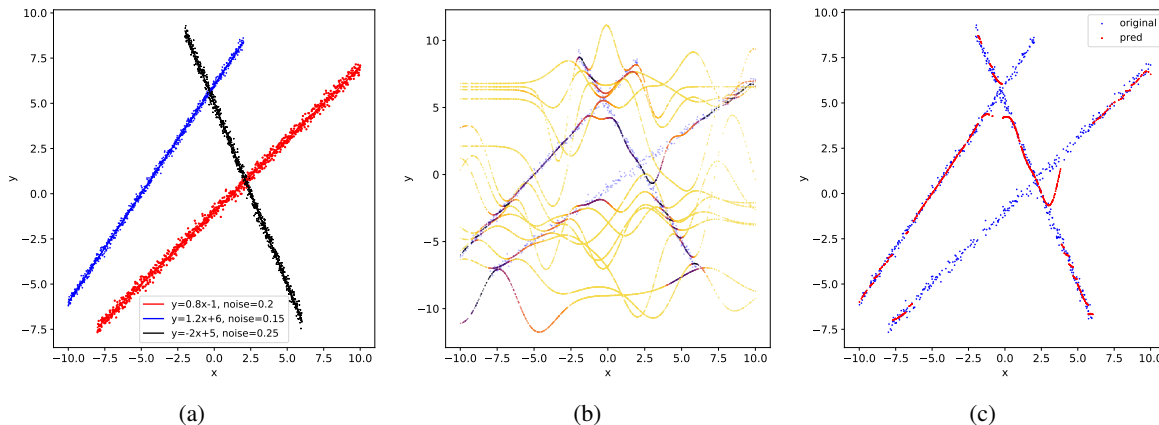 10.0
7.5
5.0
2.5
0.0
−2.5
−5.0
−7.5
y
−10.0 −7.5 −5.0 −2.5 0.0 2.5 5.0 7.5 10.0
x
y=0.8x-1, noise=0.2
y=1.2x+6, noise=0.15
y=-2x+5, noise=0.25
(a)
10
5
0
−5
−10
y
−10.0 −7.5 −5.0 −2.5 0.0 2.5 5.0 7.5 10.0
x
(b)
10.0
7.5
5.0
2.5
0.0
−2.5
−5.0
−7.5
y
−10.0 −7.5 −5.0 −2.5 0.0 2.5 5.0 7.5 10.0
x
original
pred
(c)